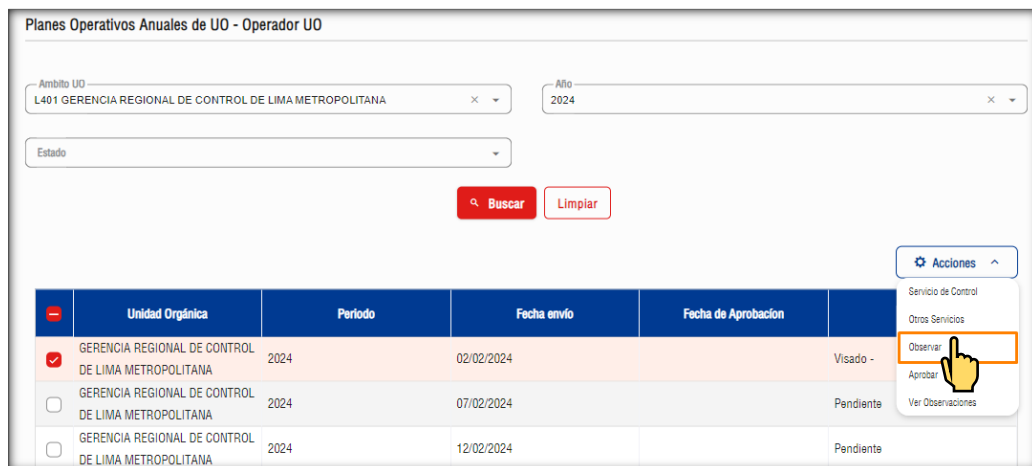 Planes Operativos Anuales de UO - Operador UO
Ambito UO
L401 GERENCIA REGIONAL DE CONTROL DE LIMA METROPOLITANA
Año
2024
Estado
Buscar
Limpiar
Acciones
Servicio de Control
Otros Servicios
Observar
Aprobar
Ver Observaciones
Unidad Orgánica
Periodo
Fecha envío
Fecha de Aprobacíon
GERENCIA REGIONAL DE CONTROL
DE LIMA METROPOLITANA
2024
02/02/2024
Visado -
GERENCIA REGIONAL DE CONTROL
DE LIMA METROPOLITANA
2024
07/02/2024
Pendiente
GERENCIA REGIONAL DE CONTROL
DE LIMA METROPOLITANA
2024
12/02/2024
Pendiente